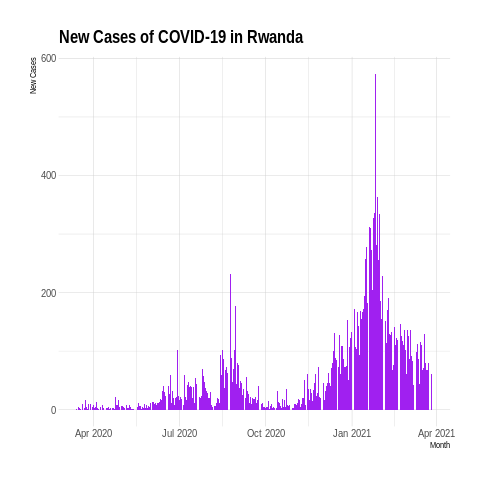 New Cases of COVID-19 in Rwanda
New Cases
600
400
200
0
Apr 2020
Jul 2020
Oct 2020
Jan 2021
Apr 2021
Month